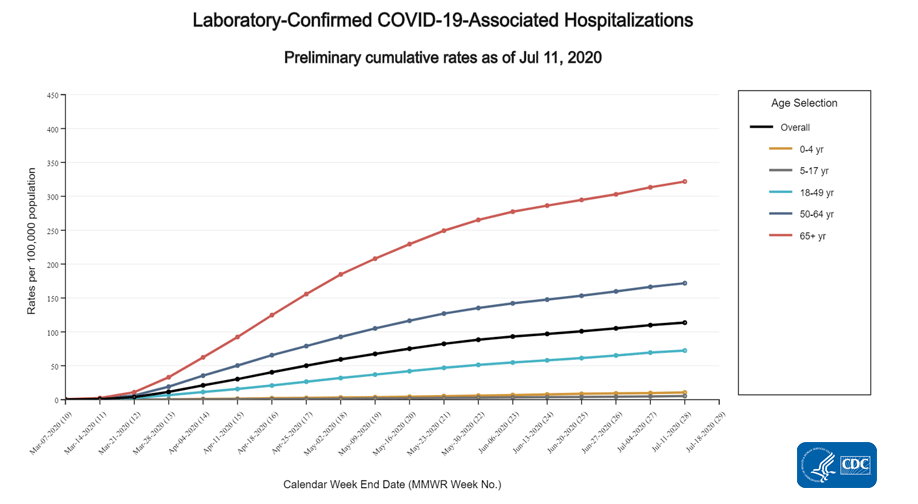 Laboratory-Confirmed COVID-19-Associated Hospitalizations
Preliminary cumulative rates as of Jul 11, 2020
Rates per 100,000 population
450
400
350
300
250
200
150
100
50
0
Mar-07-2020 (10)
Mar-14-2020 (11)
Mar-21-2020 (12)
Mar-28-2020 (13)
Apr-04-2020 (14)
Apr-11-2020 (15)
Apr-18-2020 (16)
Apr-25-2020 (17)
May-02-2020 (18)
May-09-2020 (19)
May-16-2020 (20)
May-23-2020 (21)
May-30-2020 (22)
Jun-06-2020 (23)
Jun-13-2020 (24)
Jun-20-2020 (25)
Jun-27-2020 (26)
Jul-04-2020 (27)
Jul-11-2020 (28)
Jul-18-2020 (29)
Calendar Week End Date (MMWR Week No.)
Age Selection
Overall
0-4 yr
5-17 yr
18-49 yr
50-64 yr
65+ yr
CDC